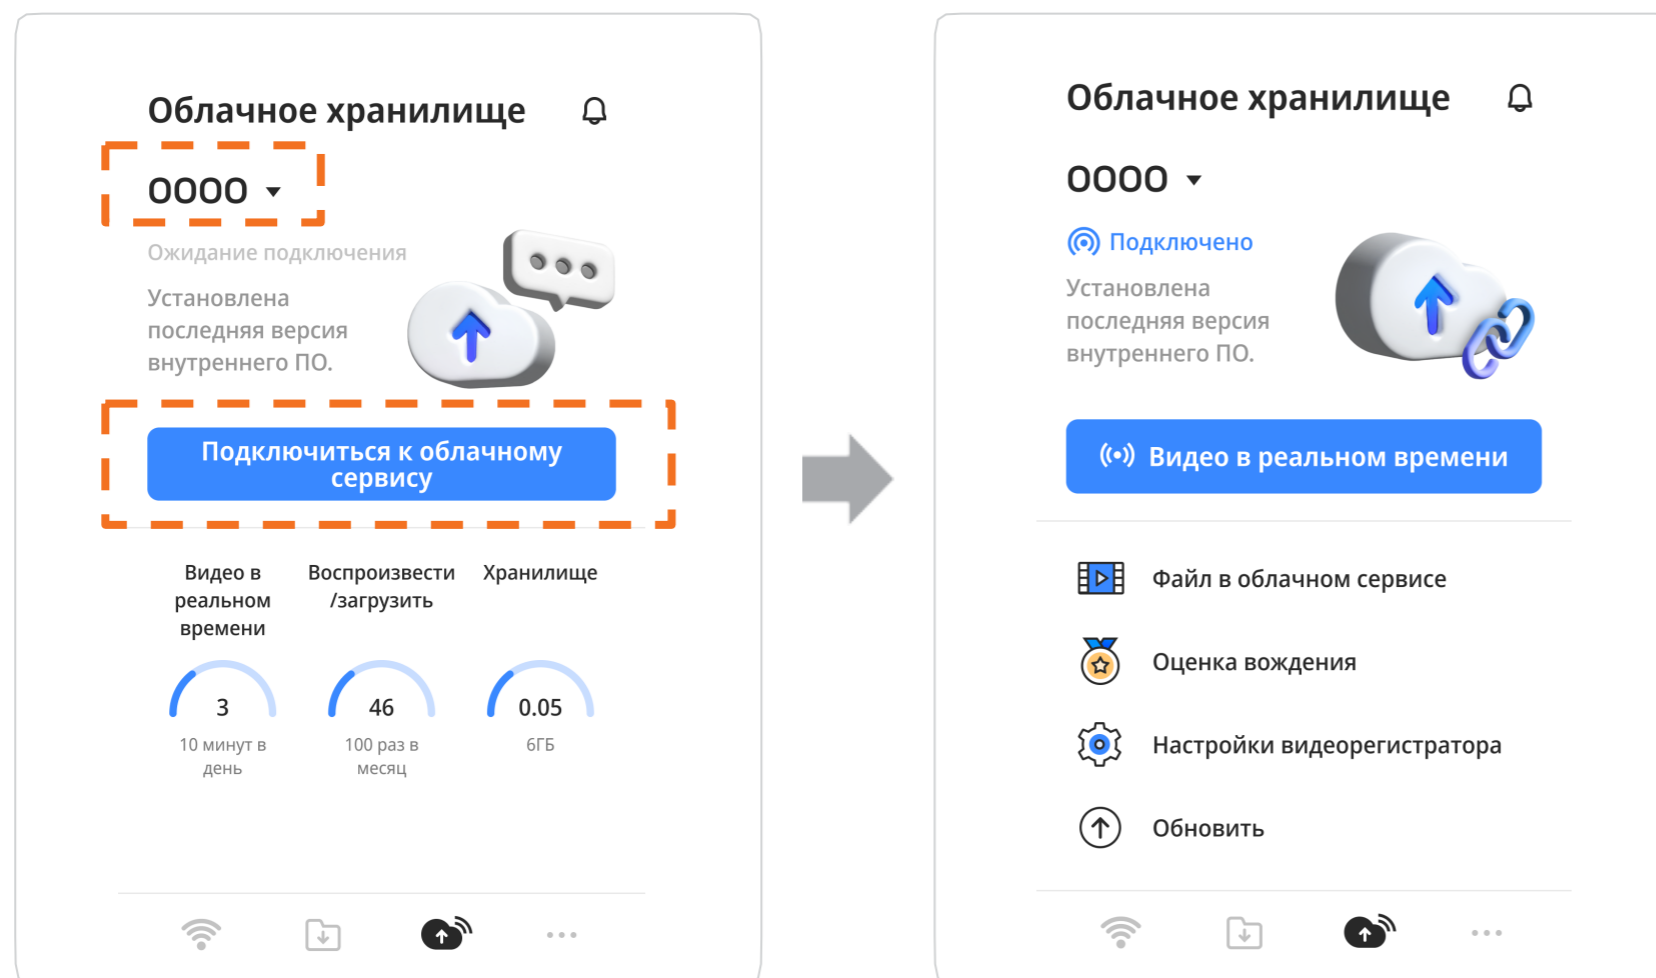 Облачное хранилище
OOOO
Ожидание подключения
Установлена
последняя версия
внутреннего ПО.
Подключиться к облачному
сервису
Видео в
реальном
времени
3
10 минут в
день
Воспроизвести
/загрузить
46
100 раз в
месяц
Хранилище
0.05
6ГБ
Облачное хранилище
OOOO
Подключено
Установлена
последняя версия
внутреннего ПО.
Видео в реальном времени
Файл в облачном сервисе
Оценка вождения
Настройки видеорегистратора
Обновить